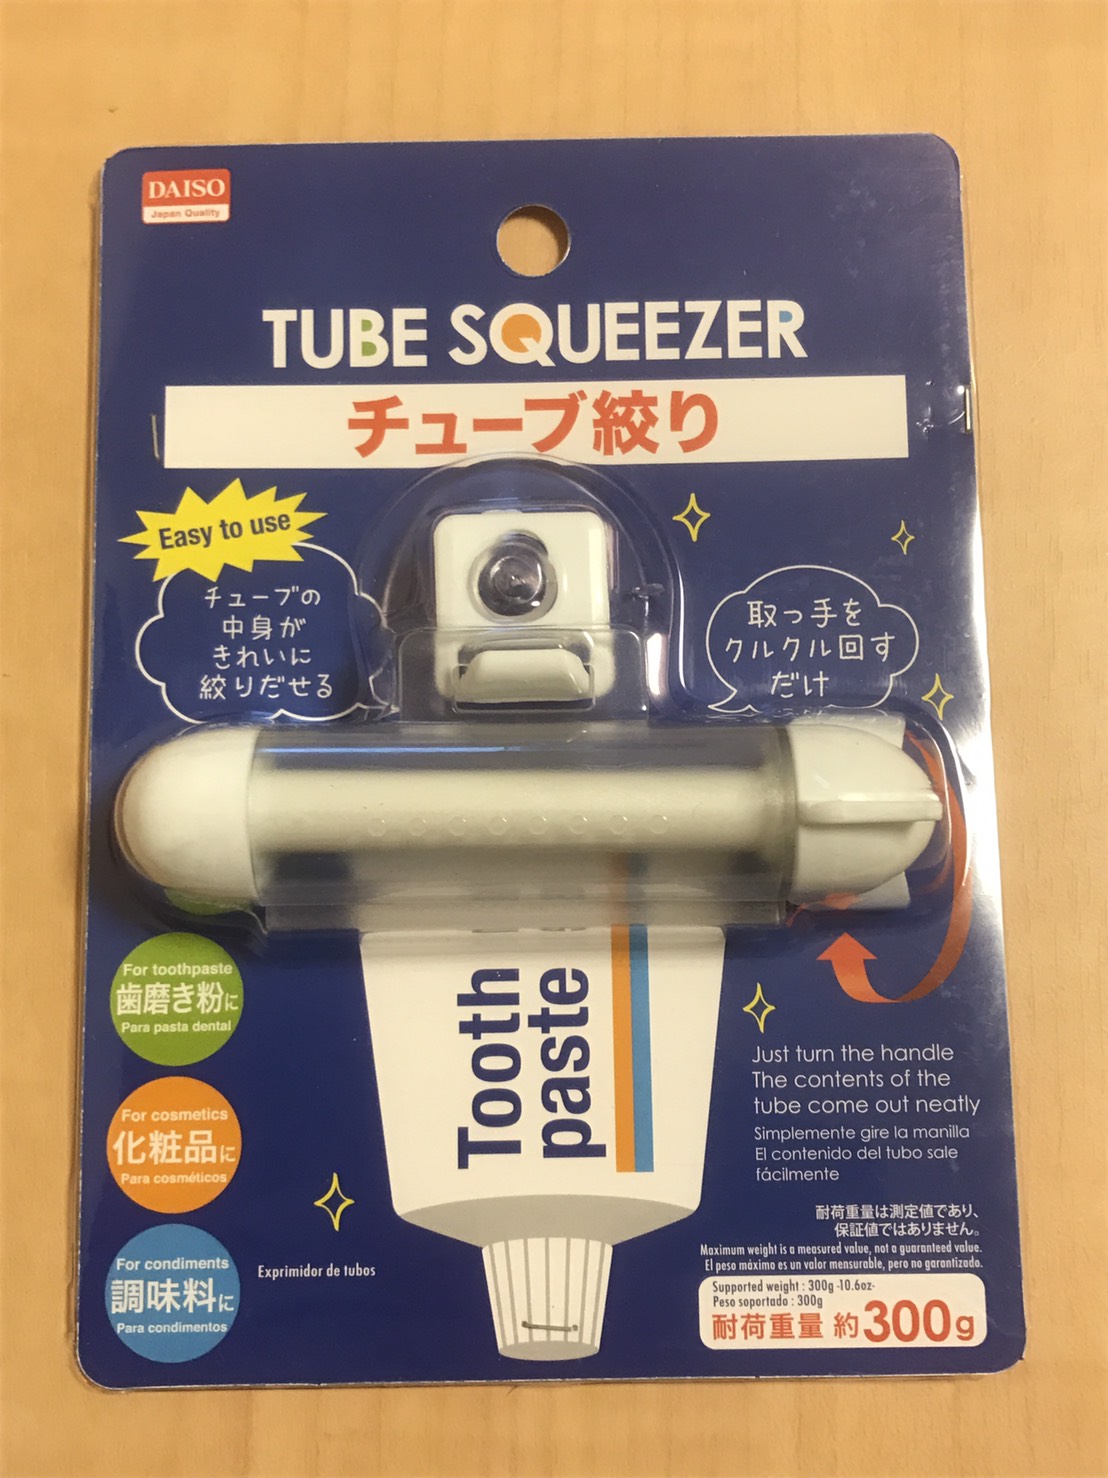 DAISO
Japan Quality
TUBE SQUEEZER
チューブ絞り
Easy to use
チューブの
中身が
きれいに
絞りだせる
取っ手を
クルクル回す
だけ
For toothpaste
歯磨き粉に
Para pasta dental
For cosmetics
化粧品に
Para cosméticos
For condiments
調味料に
Para condimentos
Exprimidor de tubos
Tooth
paste
Just turn the handle
The contents of the
tube come out neatly
Simplemente gire la manilla
El contenido del tubo sale
fácilmente
耐荷重量は測定値であり、
保証値ではありません。
Maximum weight is a measured value, not a guaranteed value.
El peso máximo es un valor mensurable, pero no garantizado.
Supported weight : 300g -10.6oz-
Peso soportado : 300g
耐荷重量 約300g